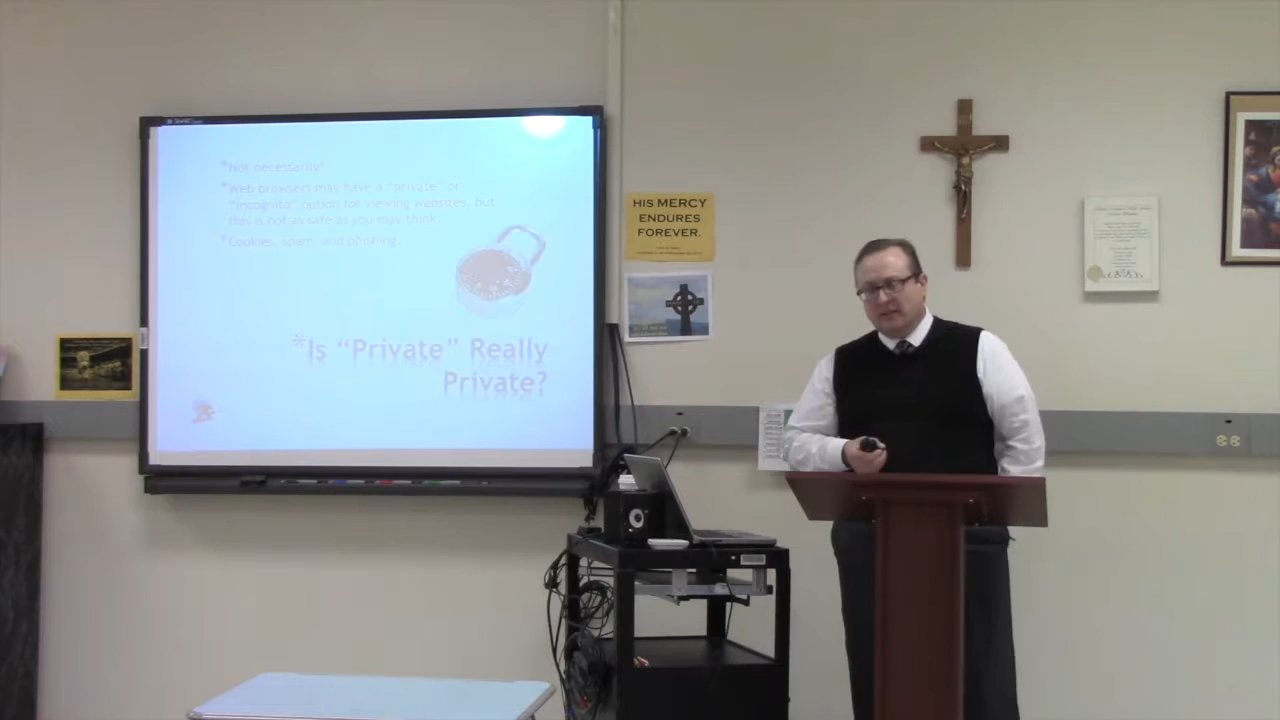 *Not necessarily!
*Web browsers may have a "private" or
"incognito" option for viewing websites, but
this is not as safe as you may think.
*Cookies, spam, and phishing.
*Is "Private" Really
Private?
HIS MERCY
ENDURES
FOREVER.